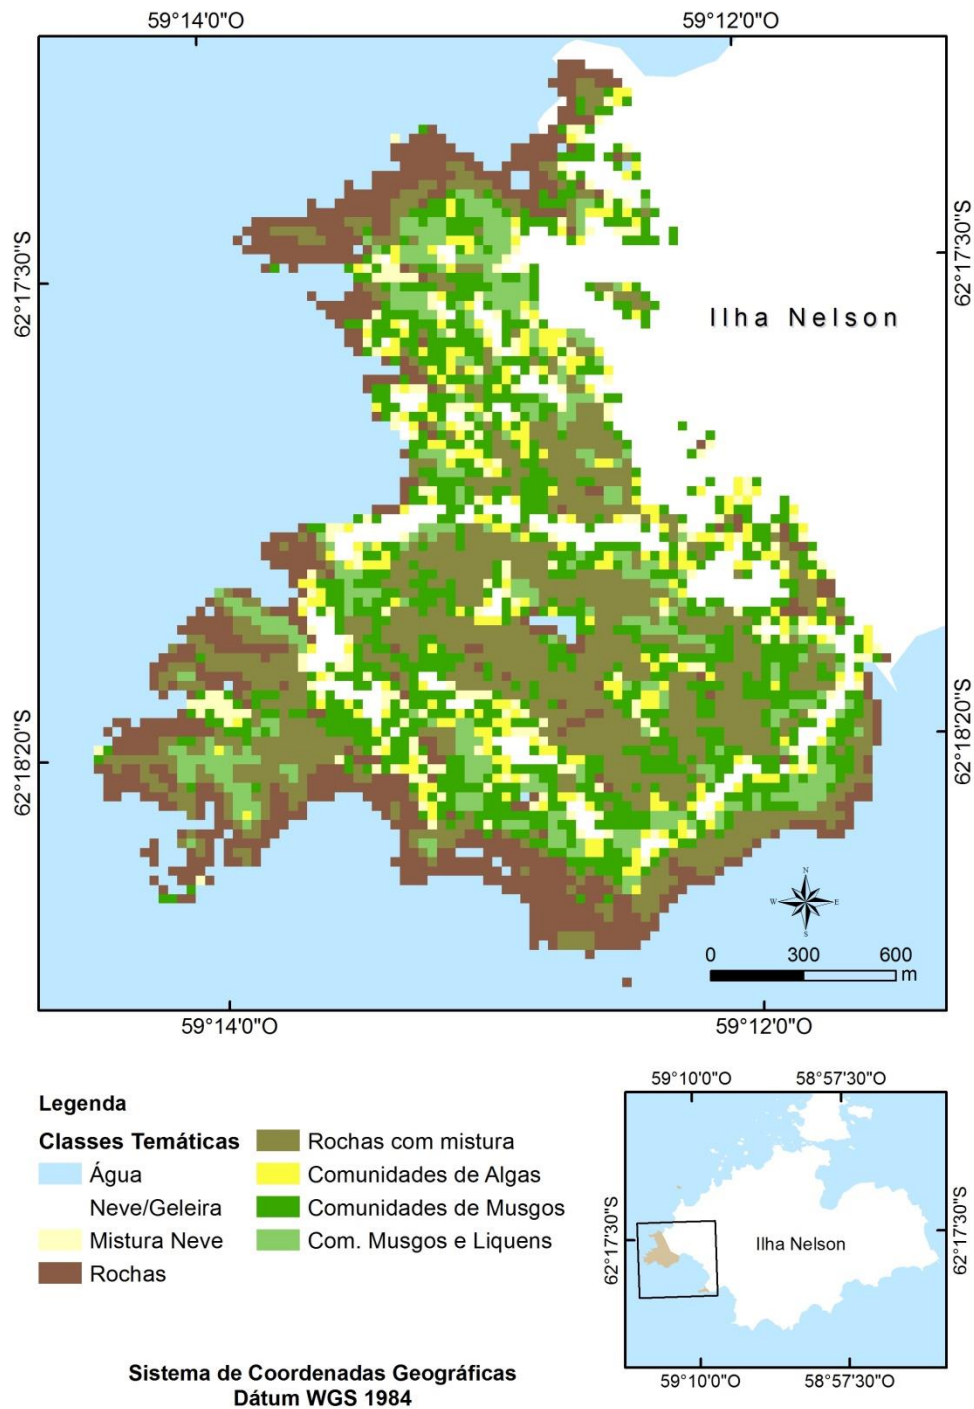 59°14'0"O
59°12'0"O
62°17'30"S
62°17'30"S
Ilha Nelson
62°18'20"S
62°18'20"S
N
W
E
S
0 300 600
m
59°14'0"O
59°12'0"O
Legenda
Classes Temáticas
Água
Neve/Geleira
Mistura Neve
Rochas
Rochas com mistura
Comunidades de Algas
Comunidades de Musgos
Com. Musgos e Liquens
59°10'0"O
58°57'30"O
62°17'30"S
62°17'30"S
Ilha Nelson
59°10'0"O
58°57'30"O
Sistema de Coordenadas Geográficas
Dátum WGS 1984